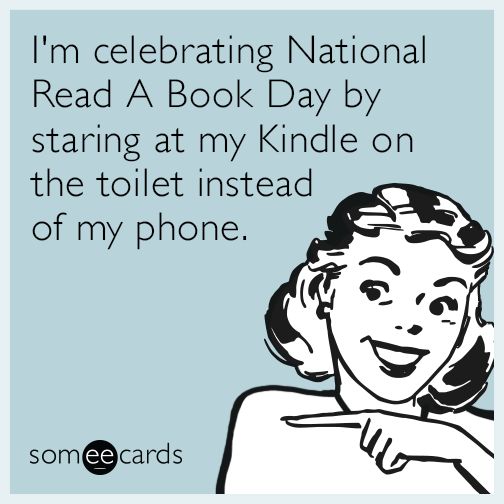 I'm celebrating National
Read A Book Day by
staring at my Kindle on
the toilet instead
of my phone.
someecards